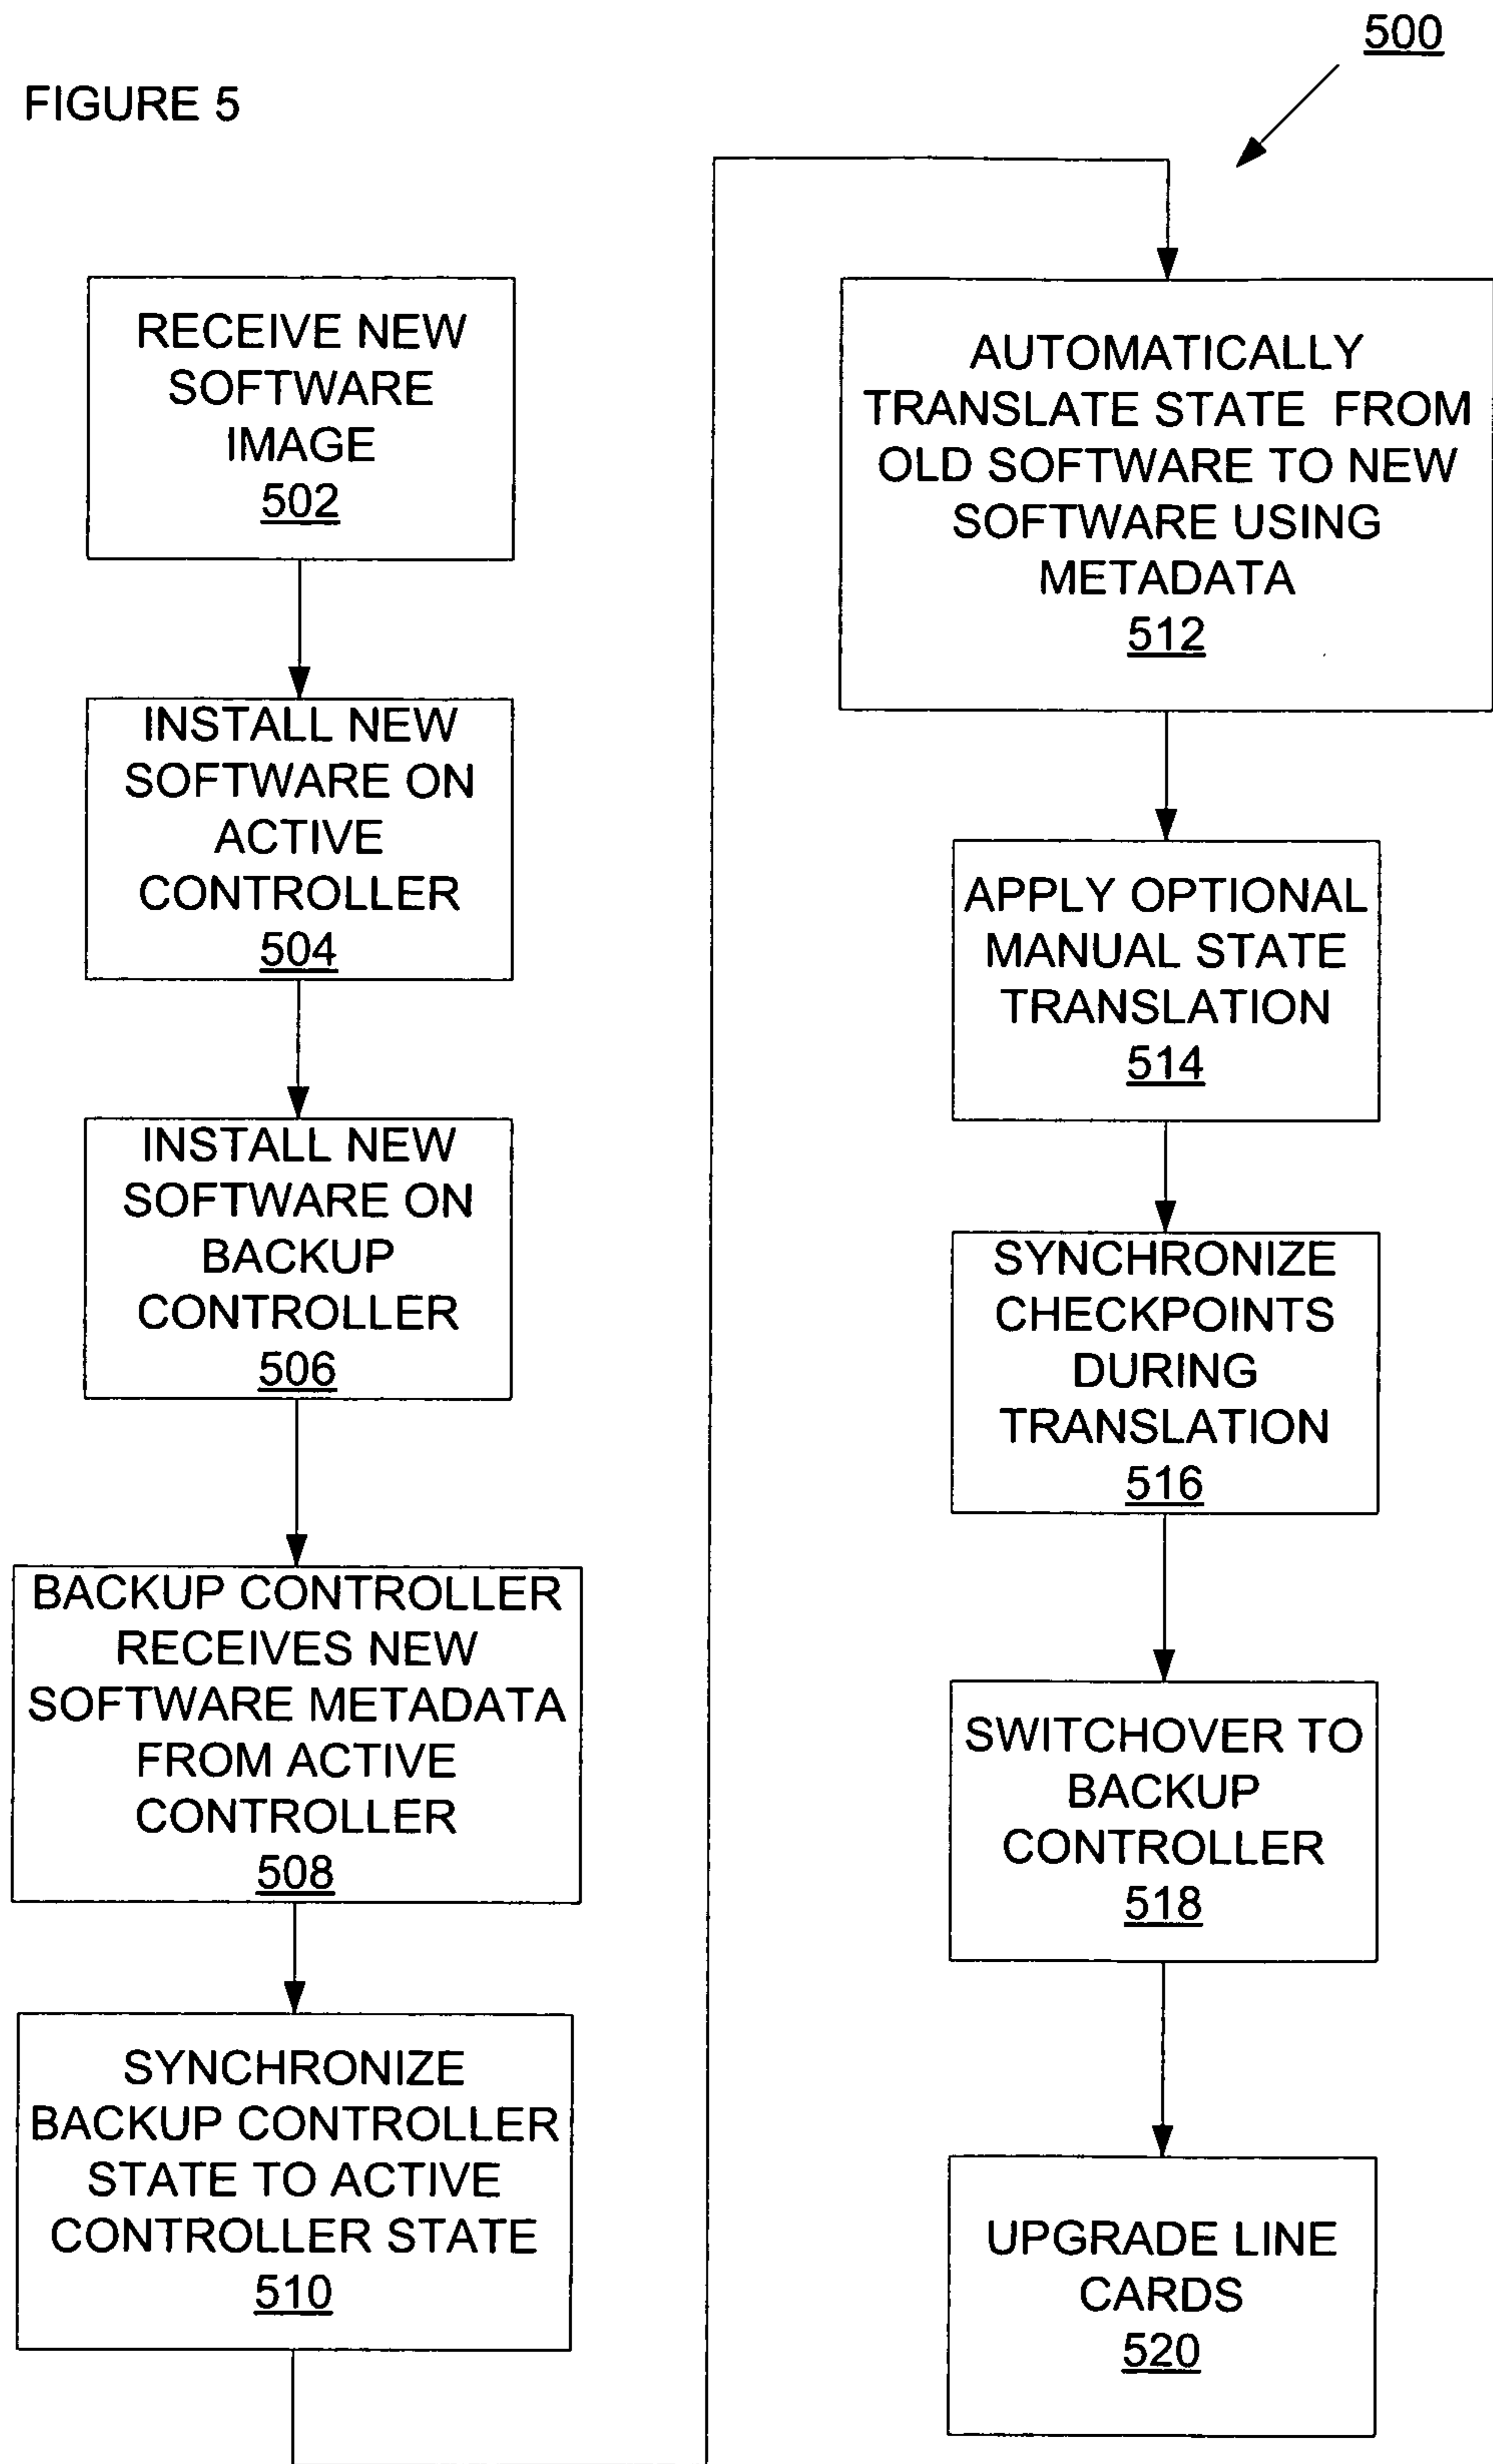 500
FIGURE 5
RECEIVE NEW
SOFTWARE
IMAGE
502
INSTALL NEW
SOFTWARE ON
ACTIVE
CONTROLLER
504
INSTALL NEW
SOFTWARE ON
BACKUP
CONTROLLER
506
BACKUP CONTROLLER
RECEIVES NEW
SOFTWARE METADATA
FROM ACTIVE
CONTROLLER
508
SYNCHRONIZE
BACKUP CONTROLLER
STATE TO ACTIVE
CONTROLLER STATE
510
AUTOMATICALLY
TRANSLATE STATE FROM
OLD SOFTWARE TO NEW
SOFTWARE USING
METADATA
512
APPLY OPTIONAL
MANUAL STATE
TRANSLATION
514
SYNCHRONIZE
CHECKPOINTS
DURING
TRANSLATION
516
SWITCHOVER TO
BACKUP
CONTROLLER
518
UPGRADE LINE
CARDS
520